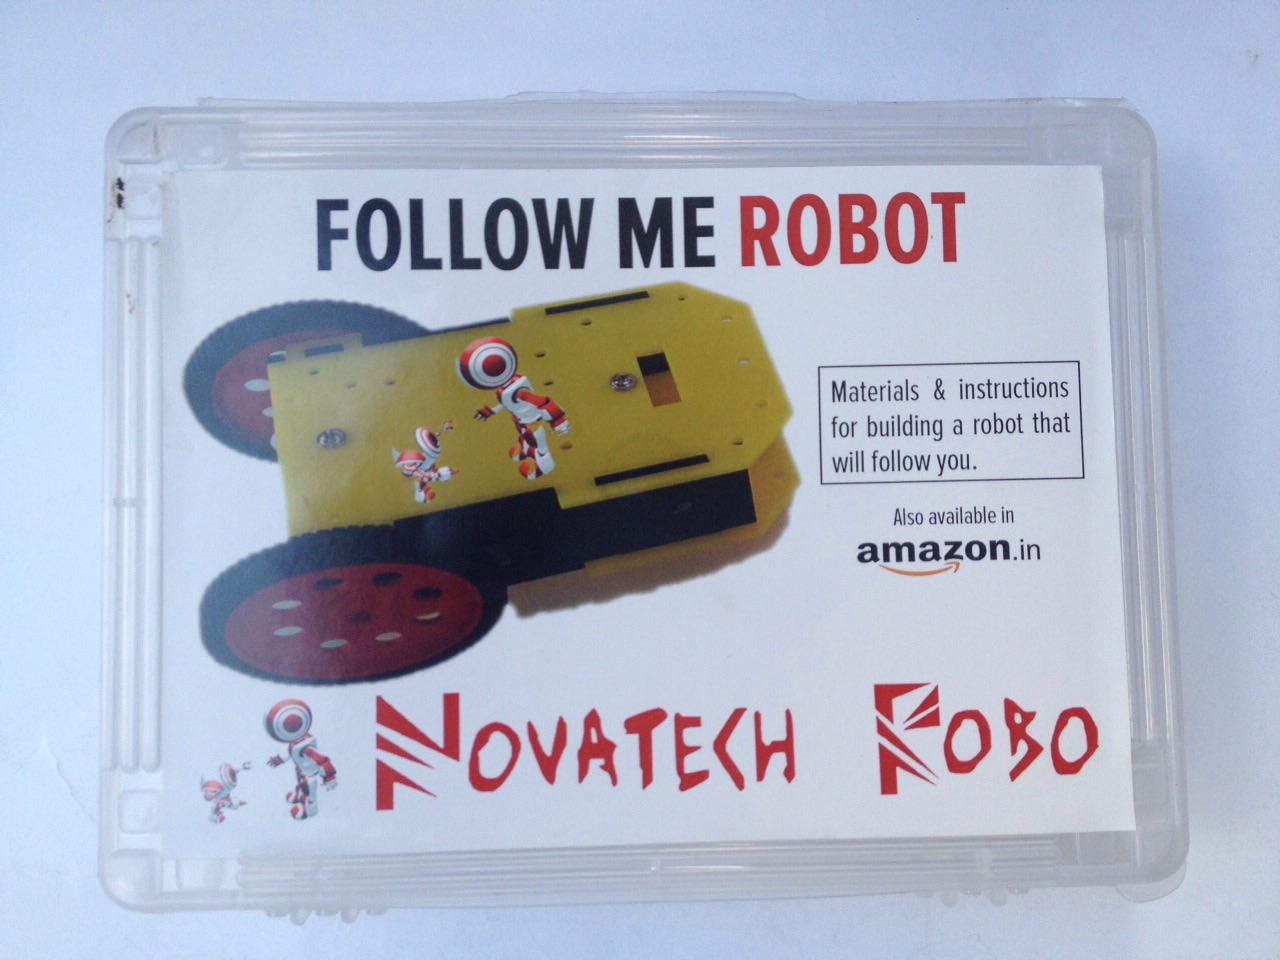 FOLLOW ME ROBOT
Materials & instructions
for building a robot that
will follow you.
Also available in
amazon.in
NOVATECH ROBO